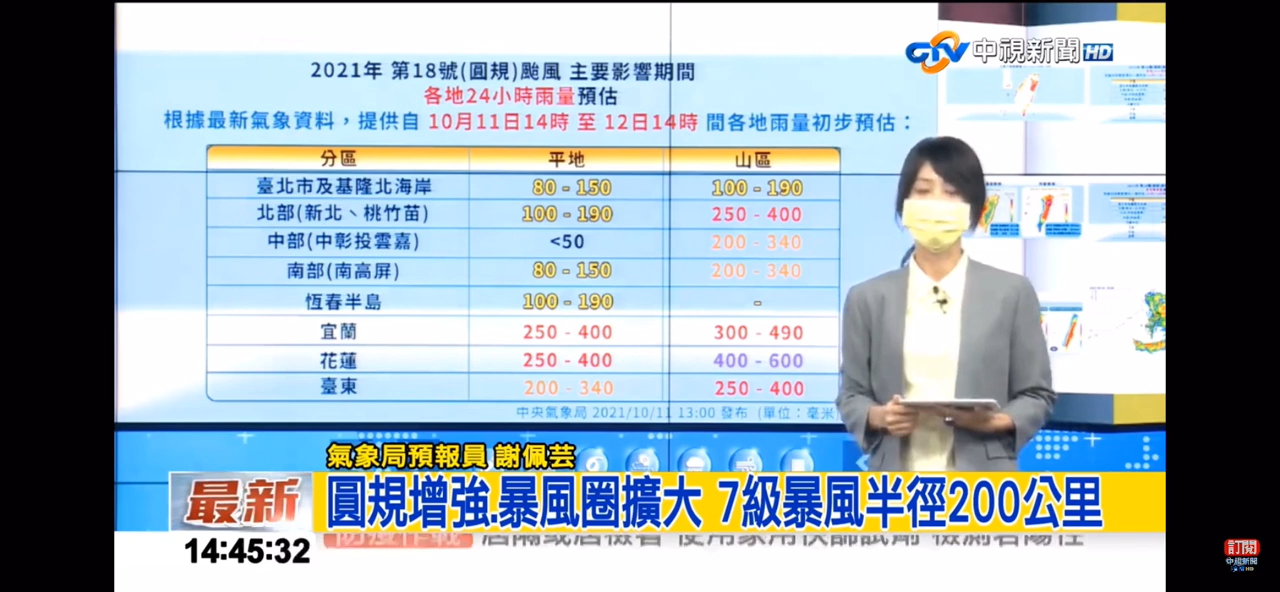 CTV 中視新聞 HD
2021年 第18號(圓規)颱風 主要影響期間
各地24小時雨量預估
根據最新氣象資料，提供自 10月11日14時 至 12日14時 間各地雨量初步預估：
分區 平地 山區
臺北市及基隆北海岸 80 - 150 100 - 190
北部(新北、桃竹苗) 100 - 190 250 - 400
中部(中彰投雲嘉) <50 200 - 340
南部(南高屏) 80 - 150 200 - 340
恆春半島 100 - 190 -
宜蘭 250 - 400 300 - 490
花蓮 250 - 400 400 - 600
臺東 200 - 340 250 - 400
中央氣象局 2021/10/11 13:00 發布 (單位：毫米
氣象局預報員 謝佩芸
最新 圓規增強.暴風圈擴大 7級暴風半徑200公里
14:45:32
訂閱
中視新聞
HD